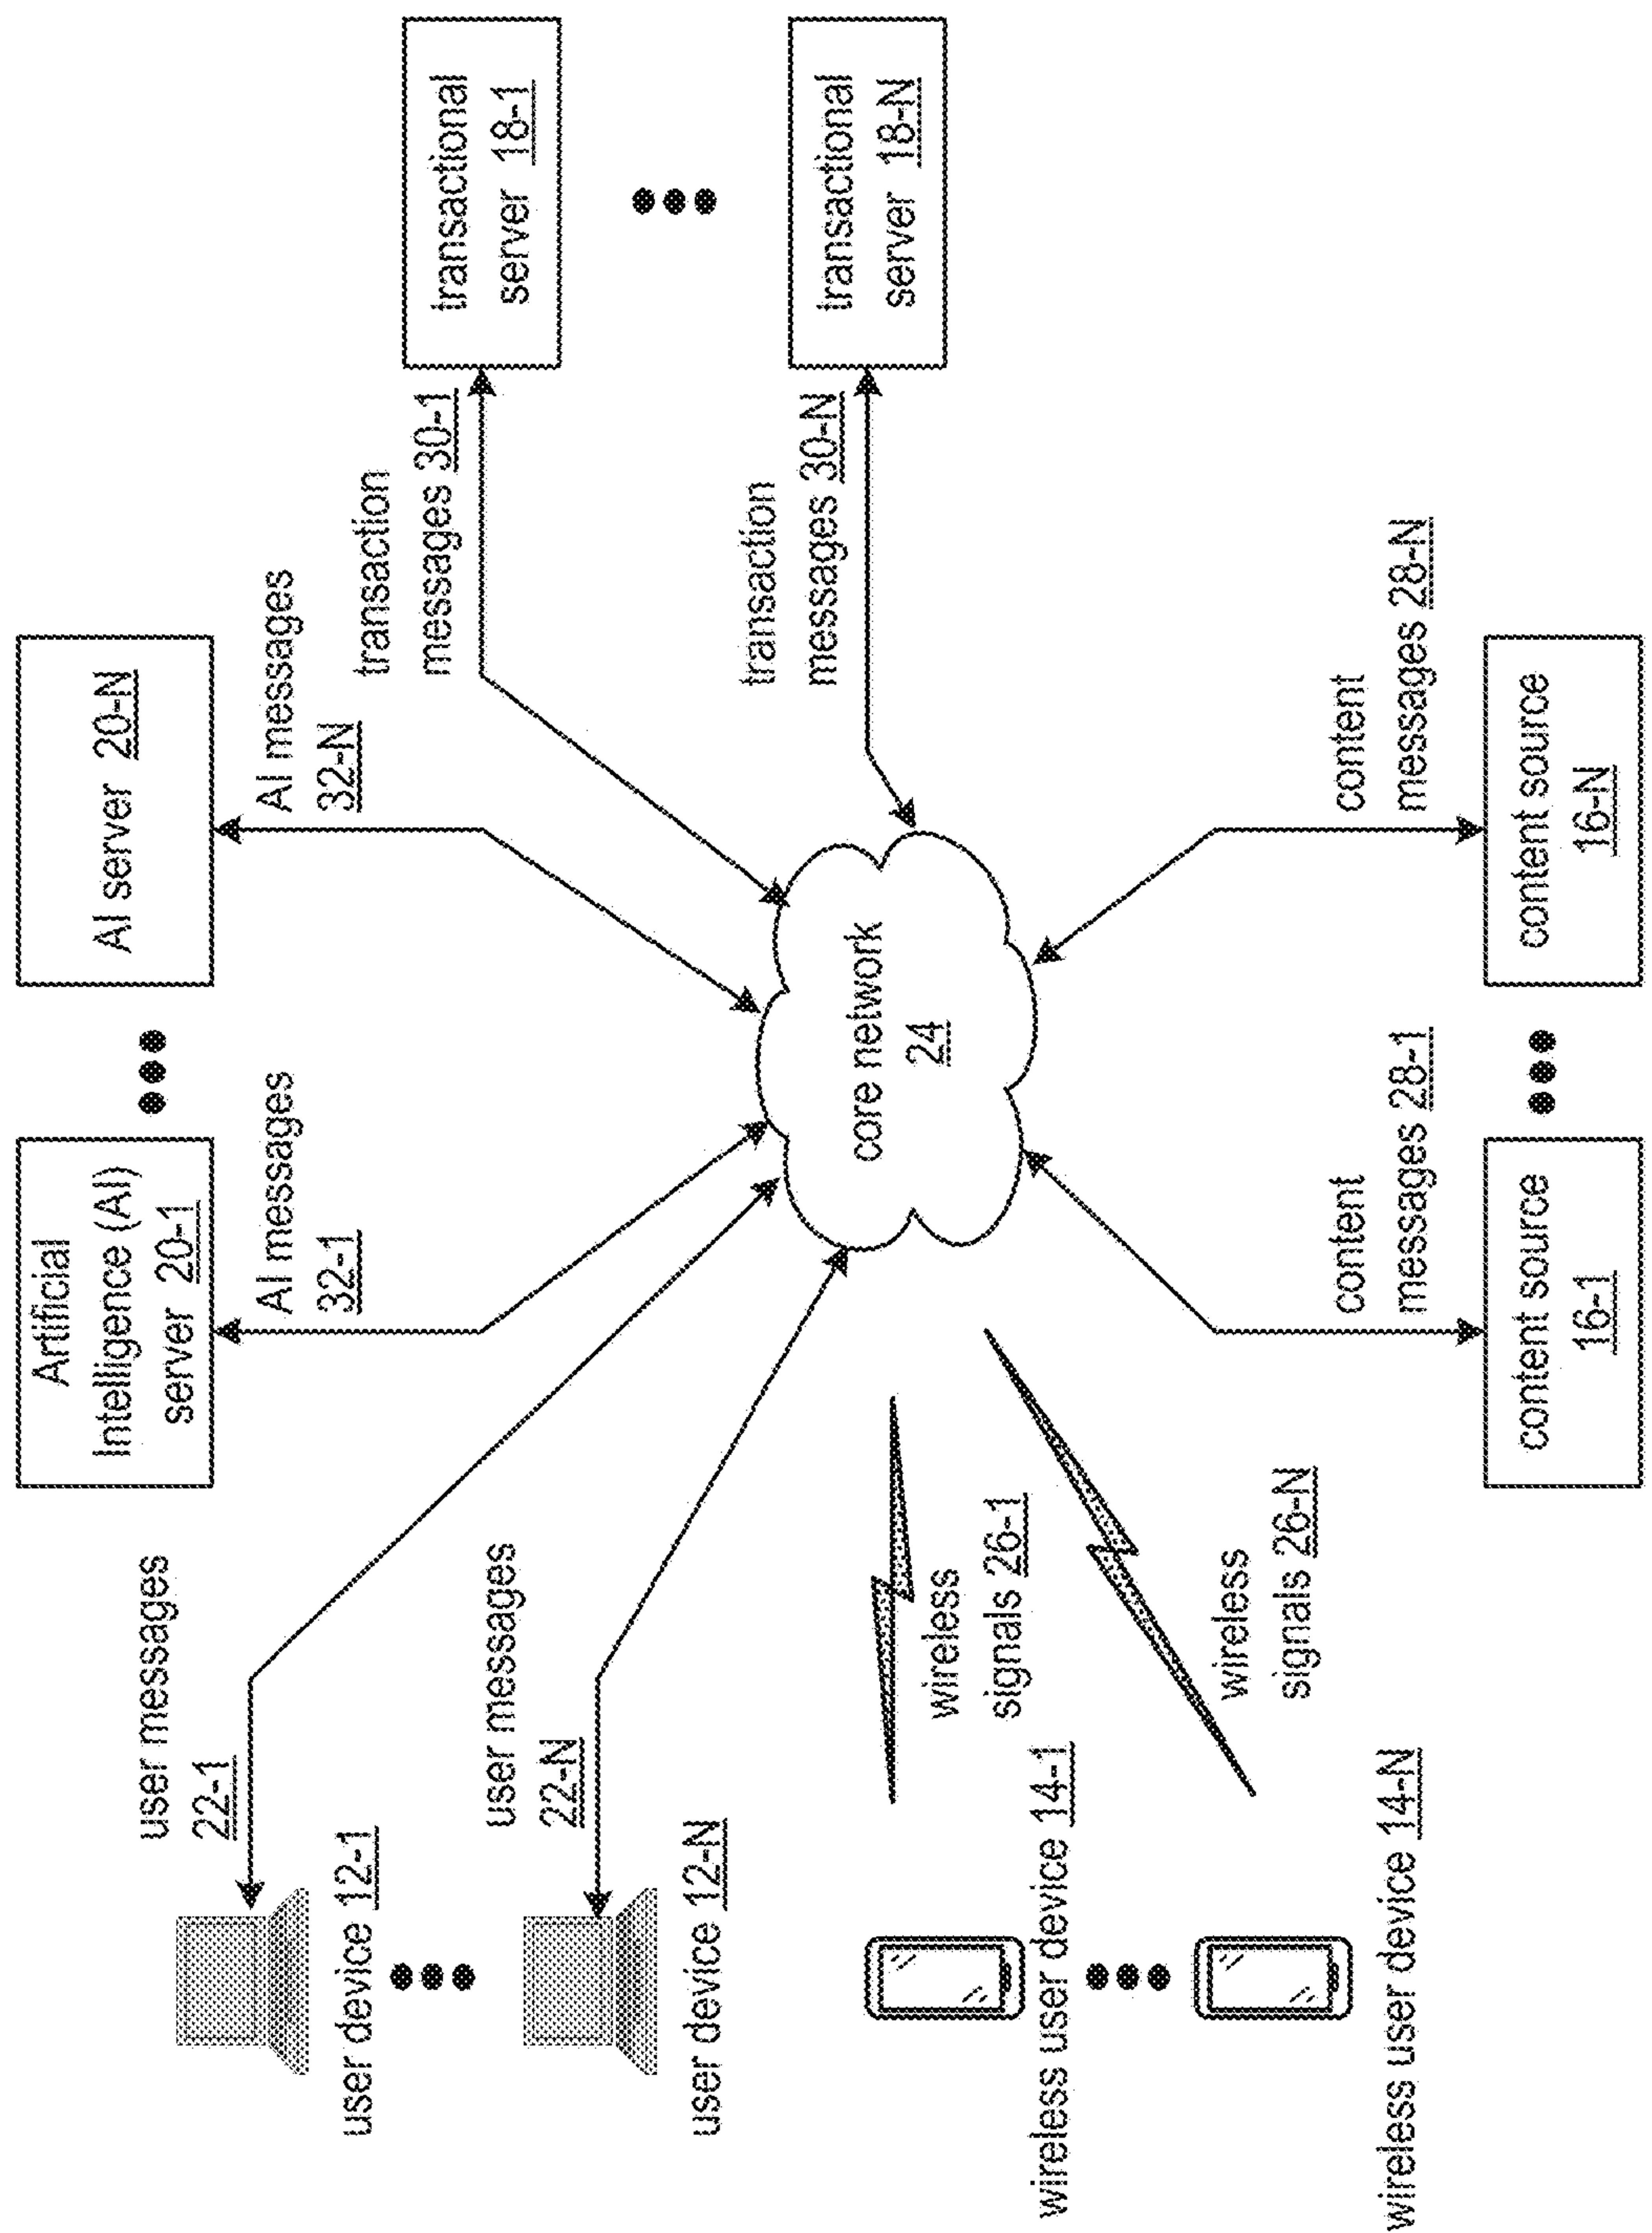 Artificial
Intelligence (AI)
server 20-1
AI server 20-N
user messages
22-1
AI messages
32-1
AI messages
32-N
user device 12-1
transaction
messages 30-1
transactional
server 18-1
user messages
22-N
user device 12-N
transaction
messages 30-N
transactional
server 18-N
core network
24
wireless
signals 26-1
wireless user device 14-1
wireless
signals 26-N
wireless user device 14-N
content
messages 28-1
content
messages 28-N
content source
16-1
content source
16-N